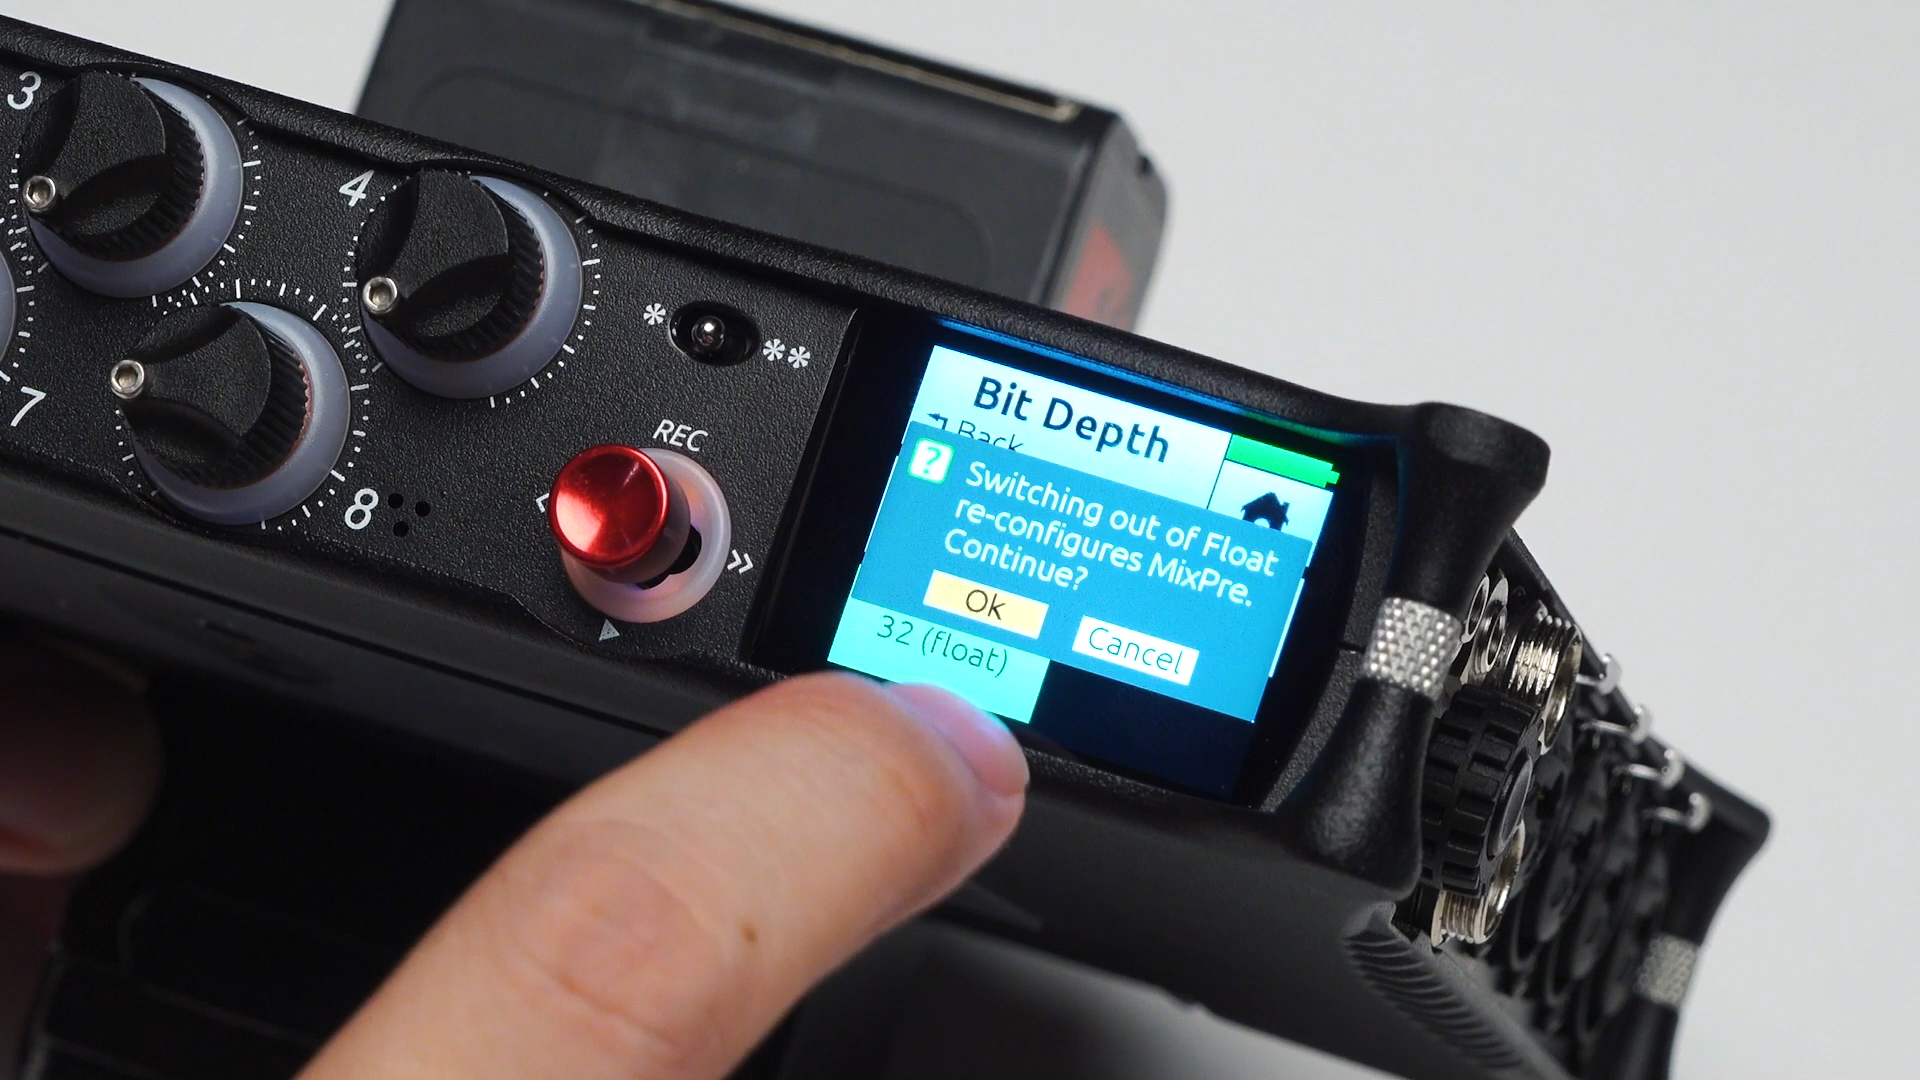 3
4
7
8
* **
REC
»
Bit Depth
Back
?
Switching out of Float
re-configures MixPre.
Continue?
Ok
Cancel
32 (float)